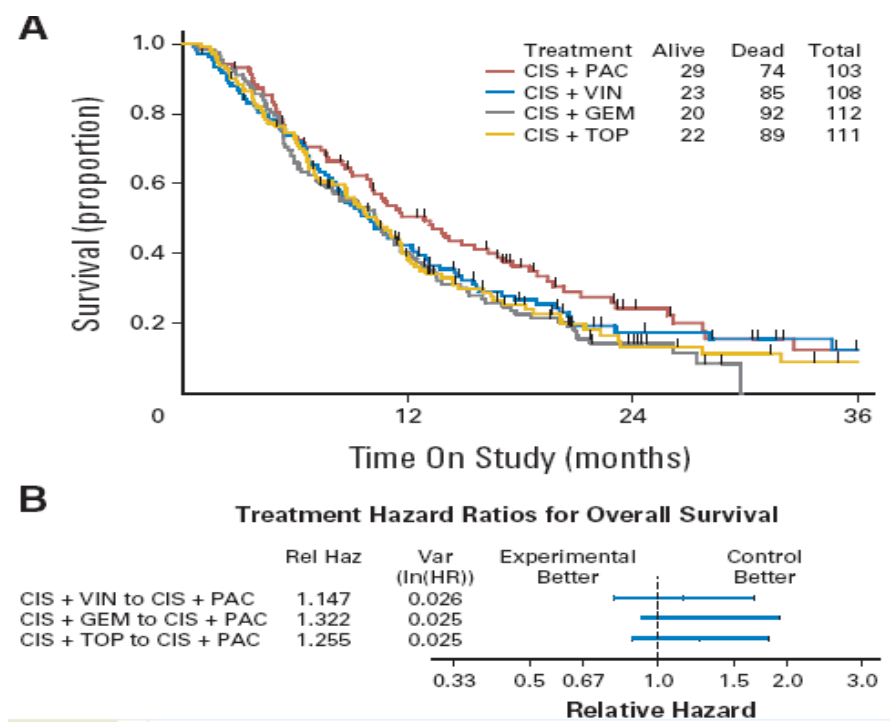 A
1.0
0.8
0.6
0.4
0.2
0
12
24
36
Survival (proportion)
Time On Study (months)
Treatment Alive Dead Total
CIS + PAC 29 74 103
CIS + VIN 23 85 108
CIS + GEM 20 92 112
CIS + TOP 22 89 111
B
Treatment Hazard Ratios for Overall Survival
Rel Haz Var (ln(HR)) Experimental Better Control Better
CIS + VIN to CIS + PAC 1.147 0.026
CIS + GEM to CIS + PAC 1.322 0.025
CIS + TOP to CIS + PAC 1.255 0.025
0.33 0.5 0.67 1.0 1.5 2.0 3.0
Relative Hazard